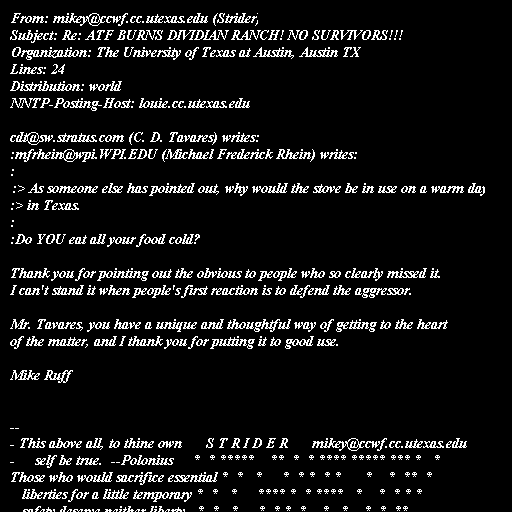 From: mikey@ccwf.cc.utexas.edu (Strider,
Subject: Re: ATF BURNS DIVIDIAN RANCH! NO SURVIVORS!!!
Organization: The University of Texas at Austin, Austin TX
Lines: 24
Distribution: world
NNTP-Posting-Host: louie.cc.utexas.edu
cdt@sw.stratus.com (C. D. Tavares) writes:
:mfrhein@wpi.WPI.EDU (Michael Frederick Rhein) writes:
:
:> As someone else has pointed out, why would the stove be in use on a warm day
:> in Texas.
:
:Do YOU eat all your food cold?
Thank you for pointing out the obvious to people who so clearly missed it.
I can't stand it when people's first reaction is to defend the aggressor.
Mr. Tavares, you have a unique and thoughtful way of getting to the heart
of the matter, and I thank you for putting it to good use.
Mike Ruff
--
- This above all, to thine own S T R I D E R mikey@ccwf.cc.utexas.edu
- self be true. --Polonius * ****** ** * * **** ***** *** * *
Those who would sacrifice essential * * * * * * * * * * ** *
liberties for a little temporary * * * ***** * **** * * * * *
safety deserve neither liberty * * * * * * * * * * **